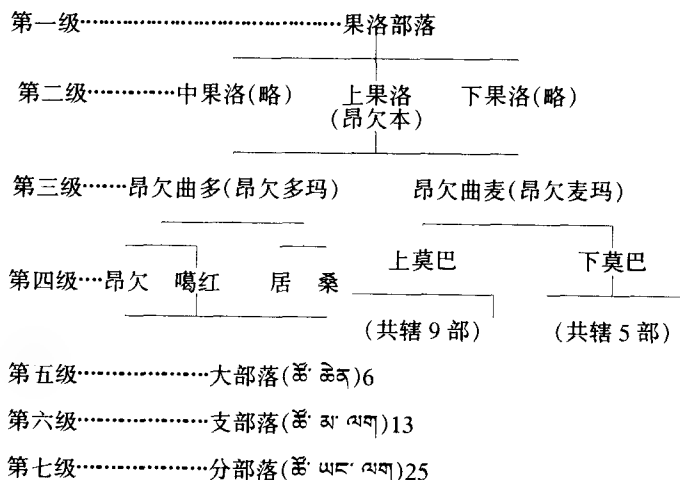 第一级……………………………果洛部落
第二级…………中果洛(略) 上果洛 下果洛(略)
(昂欠本)
第三级……昂欠曲多(昂欠多玛) 昂欠曲麦(昂欠麦玛)
上莫巴 下莫巴
第四级…昂欠 噶红 居 桑
(共辖9部) (共辖5部)
第五级………………大部落(ཚོ་ ཆེན)6
第六级………………支部落(ཚོ་ མ་ ལག)13
第七级………………分部落(ཚོ་ ཡང་ ལག)25